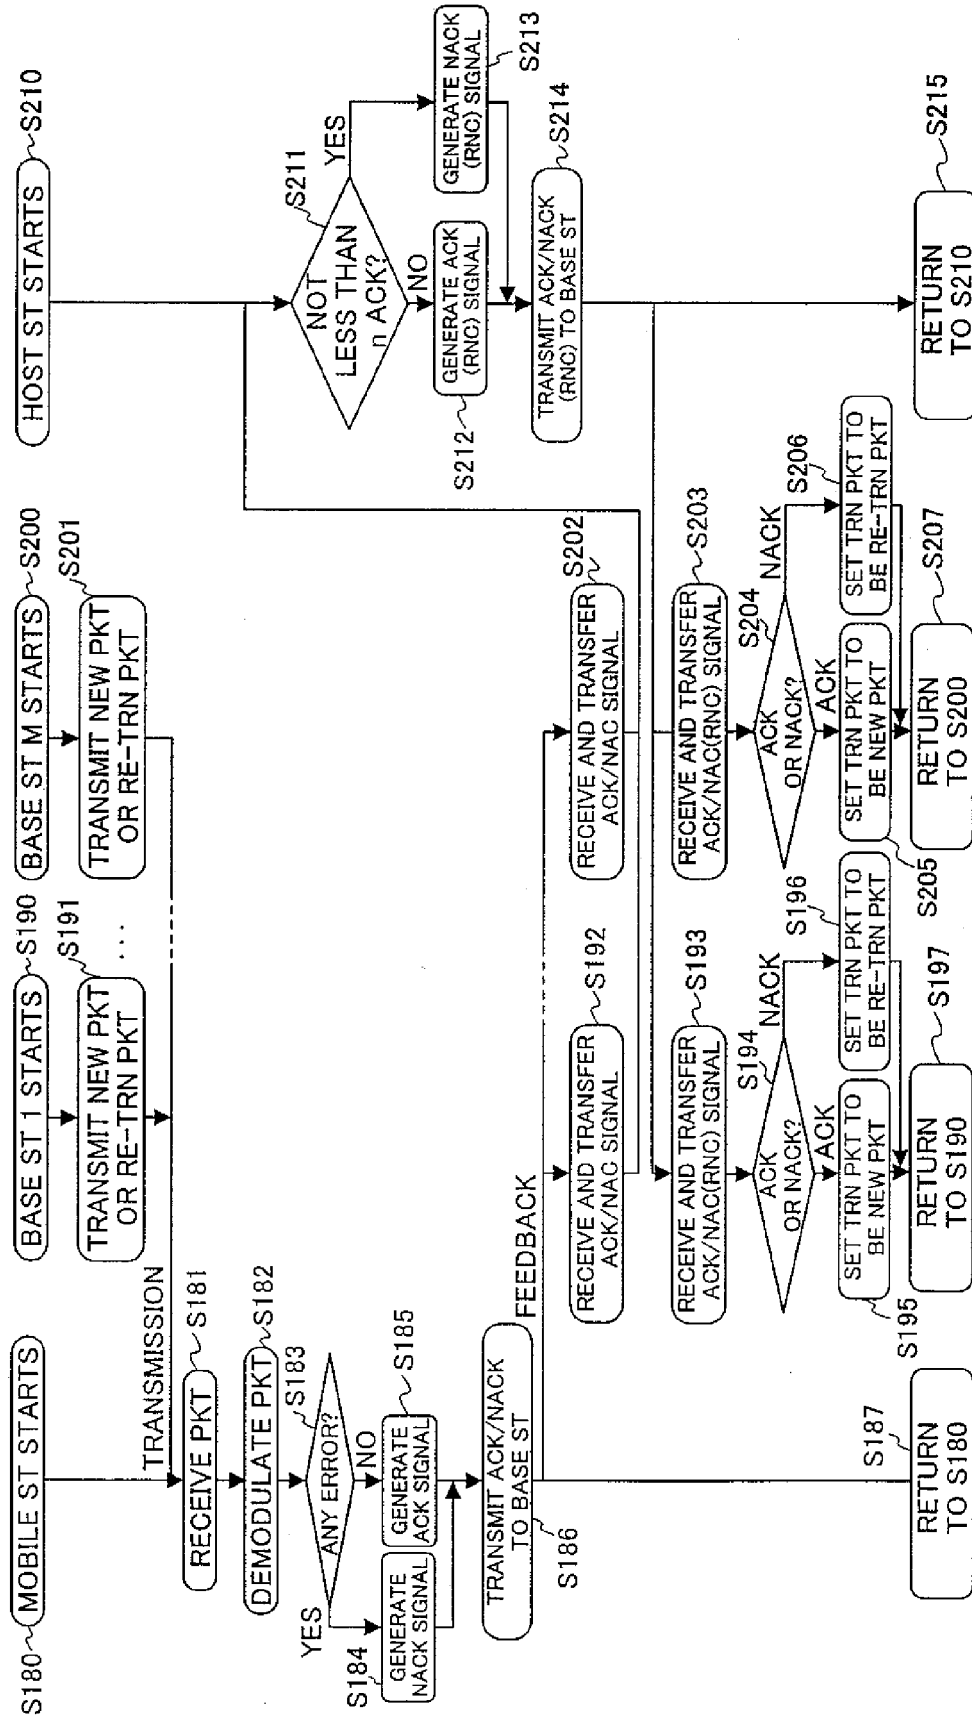 MOBILE ST STARTS
S180
TRANSMISSION
RECEIVE PKT
S181
DEMODULATE PKT
S182
ANY ERROR?
S183
YES
NO
GENERATE
NACK SIGNAL
S184
GENERATE
ACK SIGNAL
S185
TRANSMIT ACK/NACK
TO BASE ST
S186
FEEDBACK
RETURN
TO S180
S187
BASE ST 1 STARTS
S190
TRANSMIT NEW PKT
OR RE-TRN PKT
S191
...
RECEIVE AND TRANSFER
ACK/NAC SIGNAL
S192
RECEIVE AND TRANSFER
ACK/NAC(RNC) SIGNAL
S193
ACK
OR NACK?
S194
NACK
ACK
SET TRN PKT TO
BE NEW PKT
S195
SET TRN PKT TO
BE RE-TRN PKT
S196
RETURN
TO S190
S197
BASE ST M STARTS
S200
TRANSMIT NEW PKT
OR RE-TRN PKT
S201
RECEIVE AND TRANSFER
ACK/NAC SIGNAL
S202
RECEIVE AND TRANSFER
ACK/NAC(RNC) SIGNAL
S203
ACK
OR NACK?
S204
NACK
ACK
SET TRN PKT TO
BE NEW PKT
S205
SET TRN PKT TO
BE RE-TRN PKT
S206
RETURN
TO S200
S207
HOST ST STARTS
S210
NOT
LESS THAN
n ACK?
S211
YES
NO
GENERATE ACK
(RNC) SIGNAL
S212
GENERATE NACK
(RNC) SIGNAL
S213
TRANSMIT ACK/NACK
(RNC) TO BASE ST
S214
RETURN
TO S210
S215